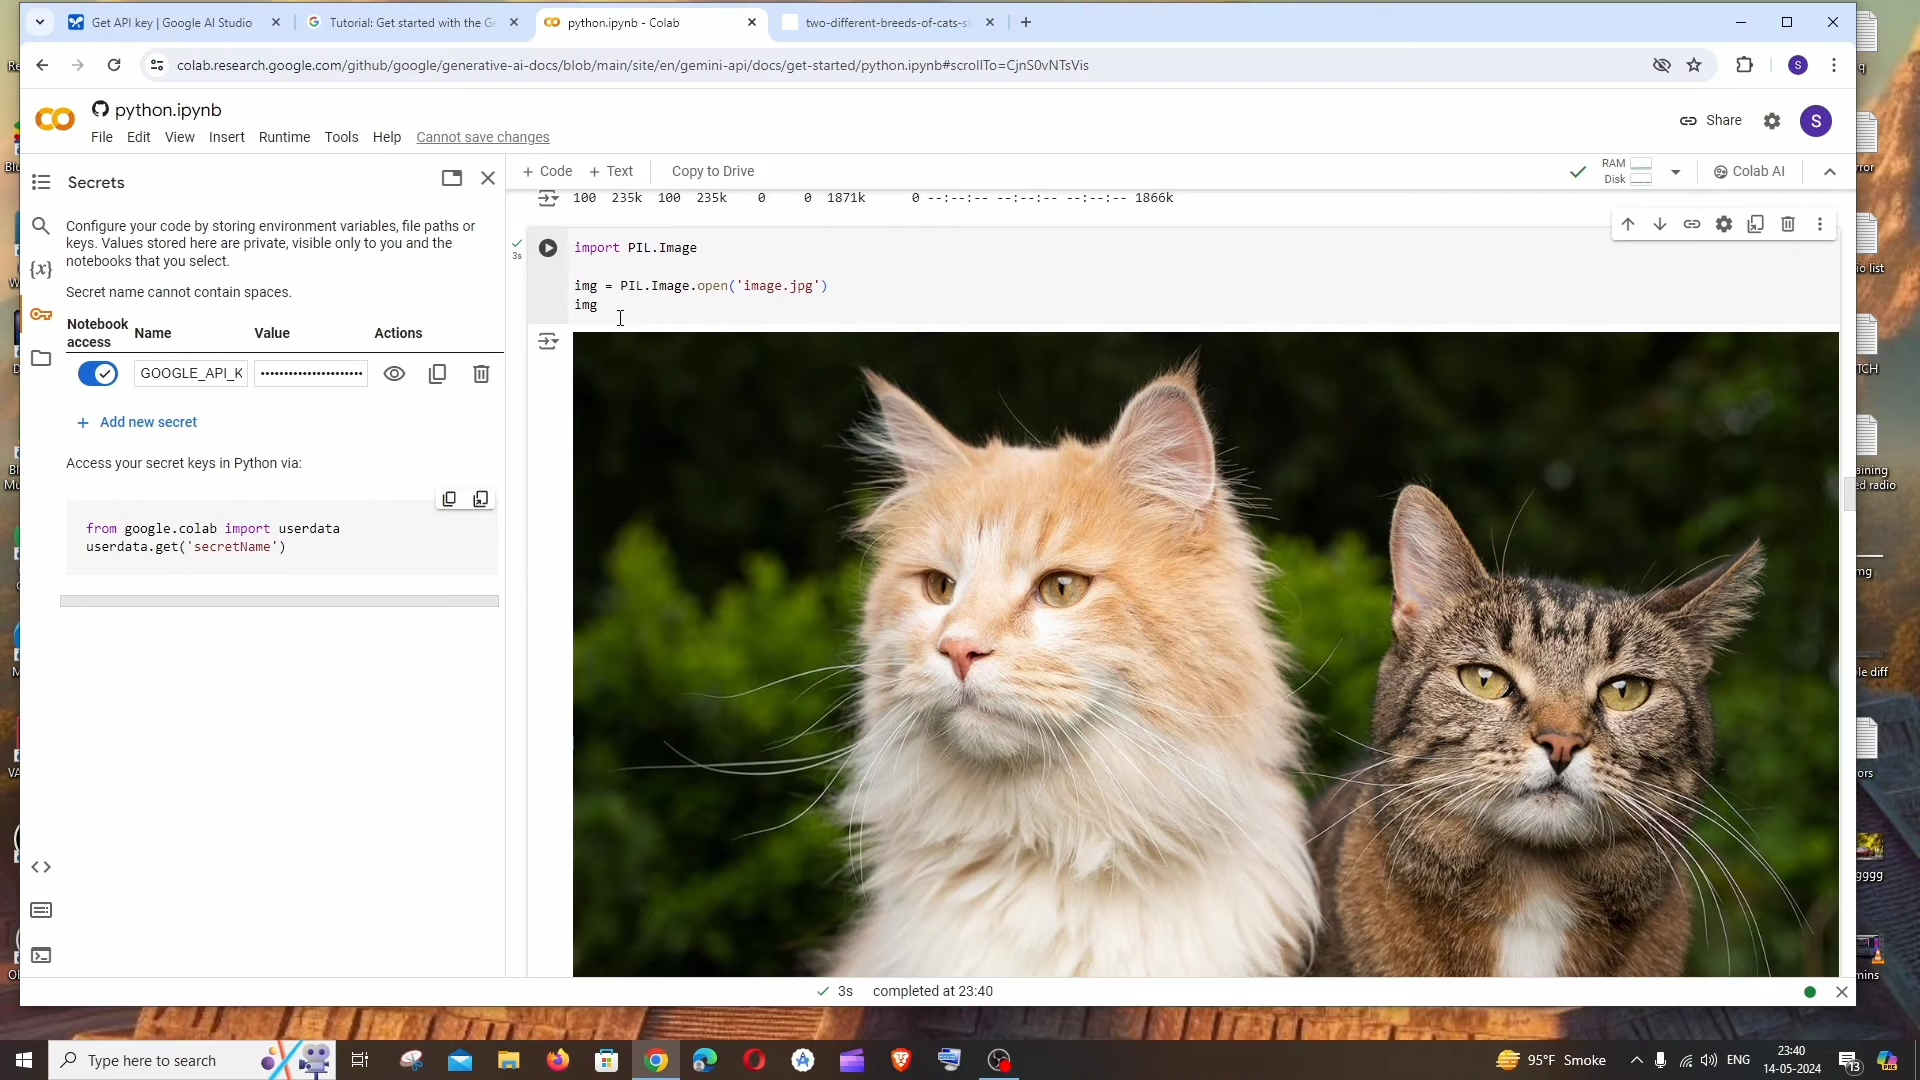 Get API key | Google AI Studio
Tutorial: Get started with the Ge
python.ipynb - Colab
two-different-breeds-of-cats-si
colab.research.google.com/github/google/generative-ai-docs/blob/main/site/en/gemini-api/docs/get-started/python.ipynb#scrollTo=CjnS0vNTsVis
S
CO python.ipynb
File Edit View Insert Runtime Tools Help Cannot save changes
Share
S
Secrets
+ Code + Text Copy to Drive
RAM
Disk
Colab AI
100 235k 100 235k 0 0 1871k 0 --:--:-- --:--:-- --:--:-- 1866k
Configure your code by storing environment variables, file paths or
keys. Values stored here are private, visible only to you and the
notebooks that you select.
Secret name cannot contain spaces.
Notebook
access
Name Value Actions
GOOGLE_API_K ••••••••••••••••••••••
+ Add new secret
Access your secret keys in Python via:
from google.colab import userdata
userdata.get('secretName')
3s
import PIL.Image
img = PIL.Image.open('image.jpg')
img
3s completed at 23:40
Type here to search
95°F Smoke
ENG
23:40
14-05-2024
13